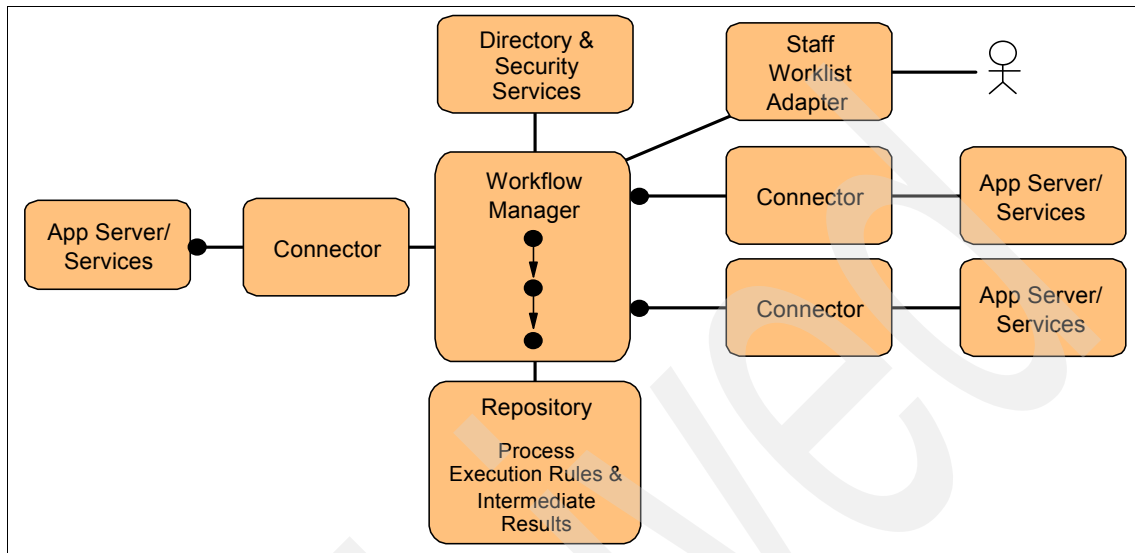 Directory &
Security
Services
Staff
Worklist
Adapter
Workflow
Manager
App Server/
Services
Connector
Connector
App Server/
Services
Connector
App Server/
Services
Repository
Process
Execution Rules &
Intermediate
Results